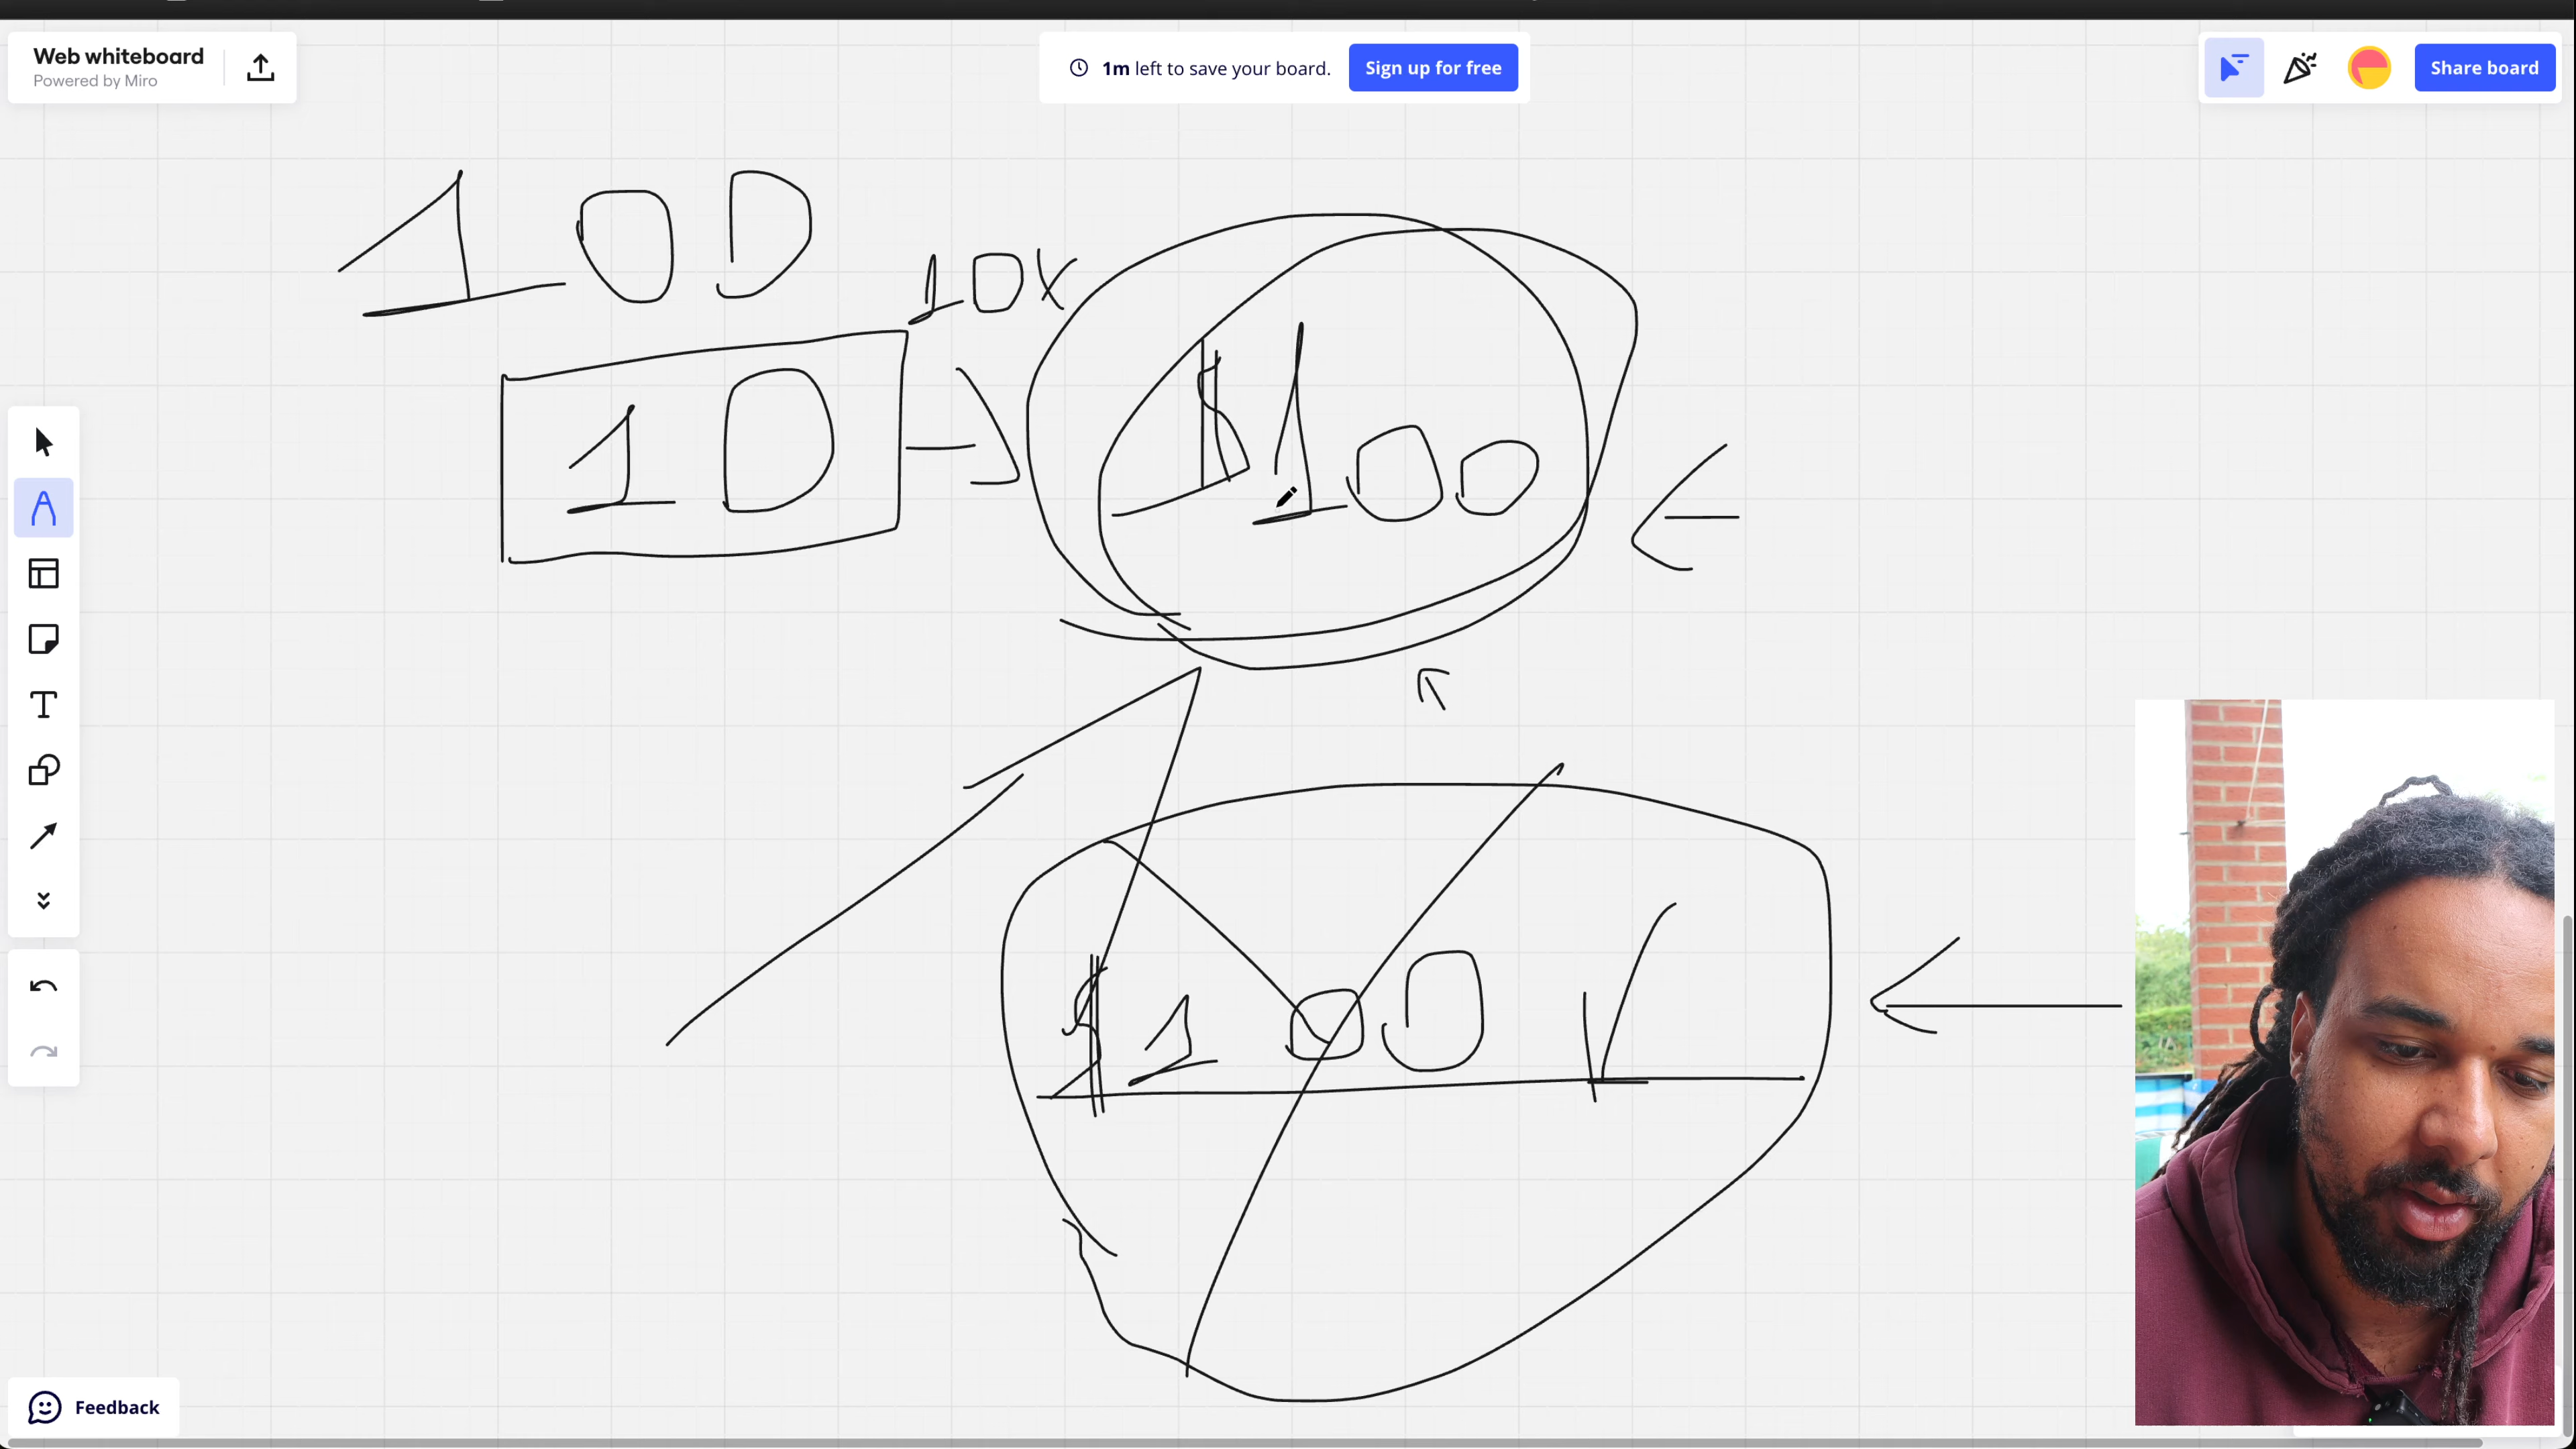 Web whiteboard
Powered by Miro
1m left to save your board.
Sign up for free
Share board
100
10x
10
$100
$100K
Feedback